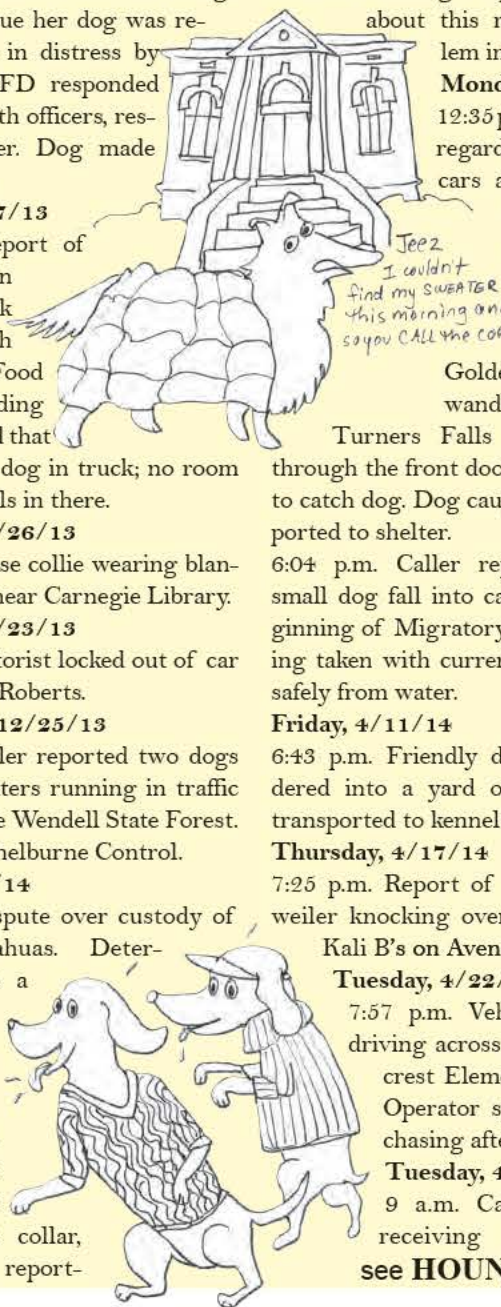 ue her dog was re-
in distress by
FD responded
th officers, res-
er. Dog made
7/13
eport of
n
k
h
Food
ding
l that
dog in truck; no room
ls in there.
/26/13
se collie wearing blan-
near Carnegie Library.
/23/13
torist locked out of car
Roberts.
12/25/13
ler reported two dogs
ters running in traffic
e Wendell State Forest.
helburne Control.
/14
spute over custody of
ahuas. Deter-
a
collar,
report-
about this
lem in
Mond
12:35
regard
cars a
Jeez
I couldn't
find my SWEATER
this morning and
so you CALL the CO
Golde
wand
Turners Falls
through the front doo
to catch dog. Dog cau
ported to shelter.
6:04 p.m. Caller rep
small dog fall into ca
ginning of Migratory
ing taken with curren
safely from water.
Friday, 4/11/14
6:43 p.m. Friendly d
dered into a yard o
transported to kennel
Thursday, 4/17/14
7:25 p.m. Report of
weiler knocking over
Kali B's on Aven
Tuesday, 4/22/
7:57 p.m. Veh
driving across
crest Eleme
Operator s
chasing afte
Tuesday, 4
9 a.m. Ca
receiving
see HOUN